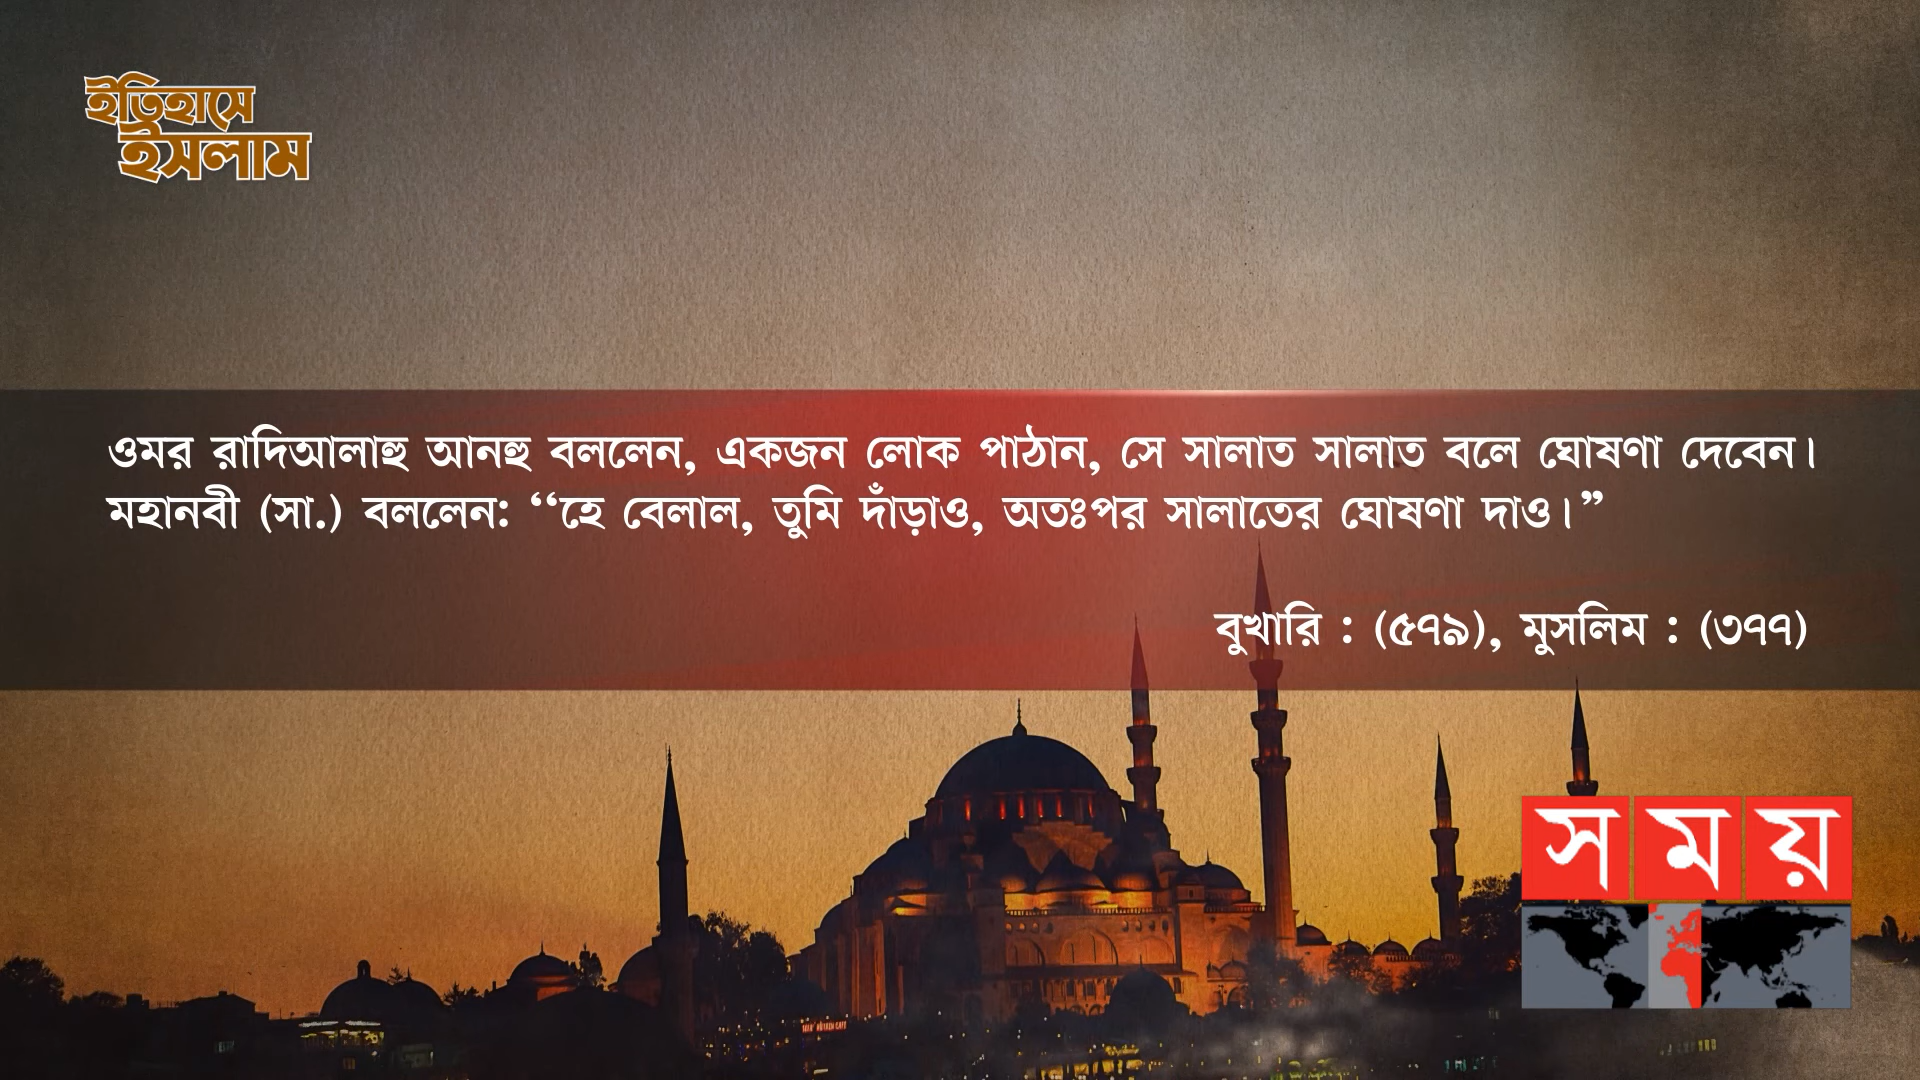 ইতিহাসে
ইসলাম
ওমর রাদিআলাহু আনহু বললেন, একজন লোক পাঠান, সে সালাত সালাত বলে ঘোষণা দেবেন।
মহানবী (সা.) বললেন: “হে বেলাল, তুমি দাঁড়াও, অতঃপর সালাতের ঘোষণা দাও।”
বুখারি : (৫৭৯), মুসলিম : (৩৭৭)
সময়